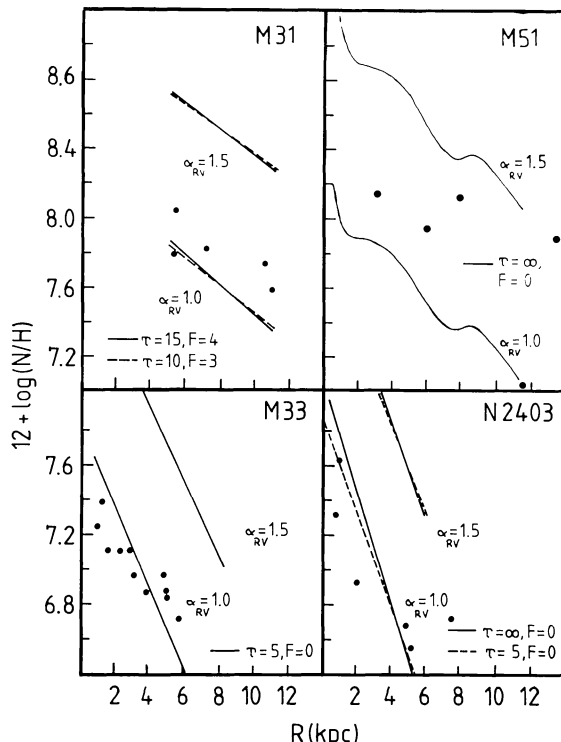 M31
M51
8,6
8.4
8.0
7.6
7.2
α_RV = 1.5
α_RV = 1.0
τ=15, F=4
τ=10, F=3
α_RV = 1.5
τ=∞,
F=0
α_RV = 1.0
12 + log(N/H)
M33
N2403
7.6
7.2
6.8
α_RV = 1.5
α_RV = 1.0
τ=5, F=0
α_RV = 1.5
α_RV = 1.0
τ=∞, F=0
τ=5, F=0
2 4 6 8 10 12
2 4 6 8 10 12
R(kpc)